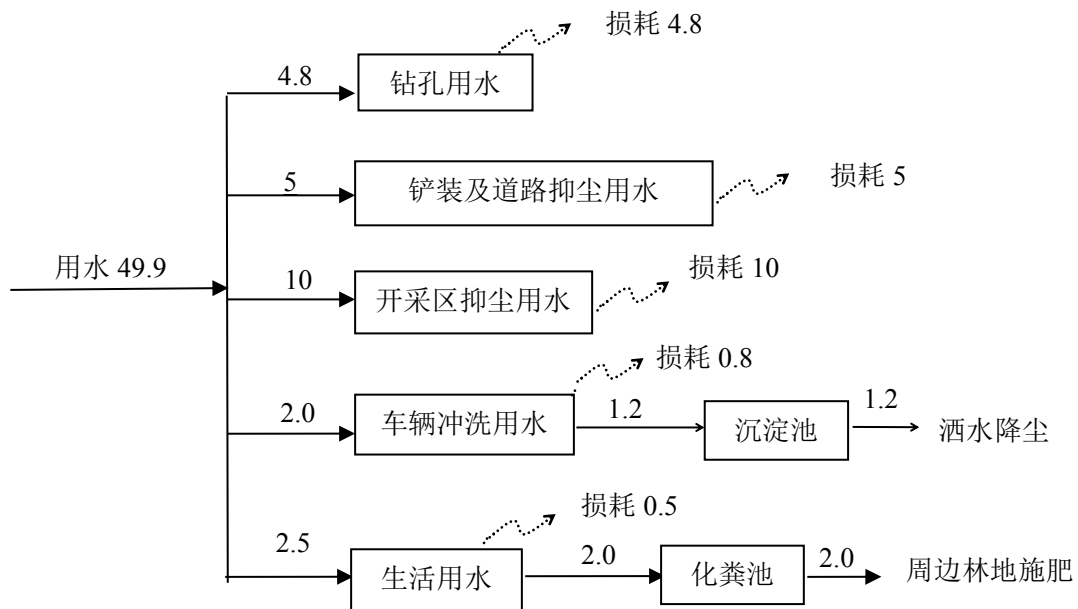 损耗 4.8
4.8
钻孔用水
损耗 5
5
铲装及道路抑尘用水
用水 49.9
损耗 10
10
开采区抑尘用水
损耗 0.8
2.0
车辆冲洗用水
1.2
沉淀池
1.2
洒水降尘
损耗 0.5
2.5
生活用水
2.0
化粪池
2.0
周边林地施肥